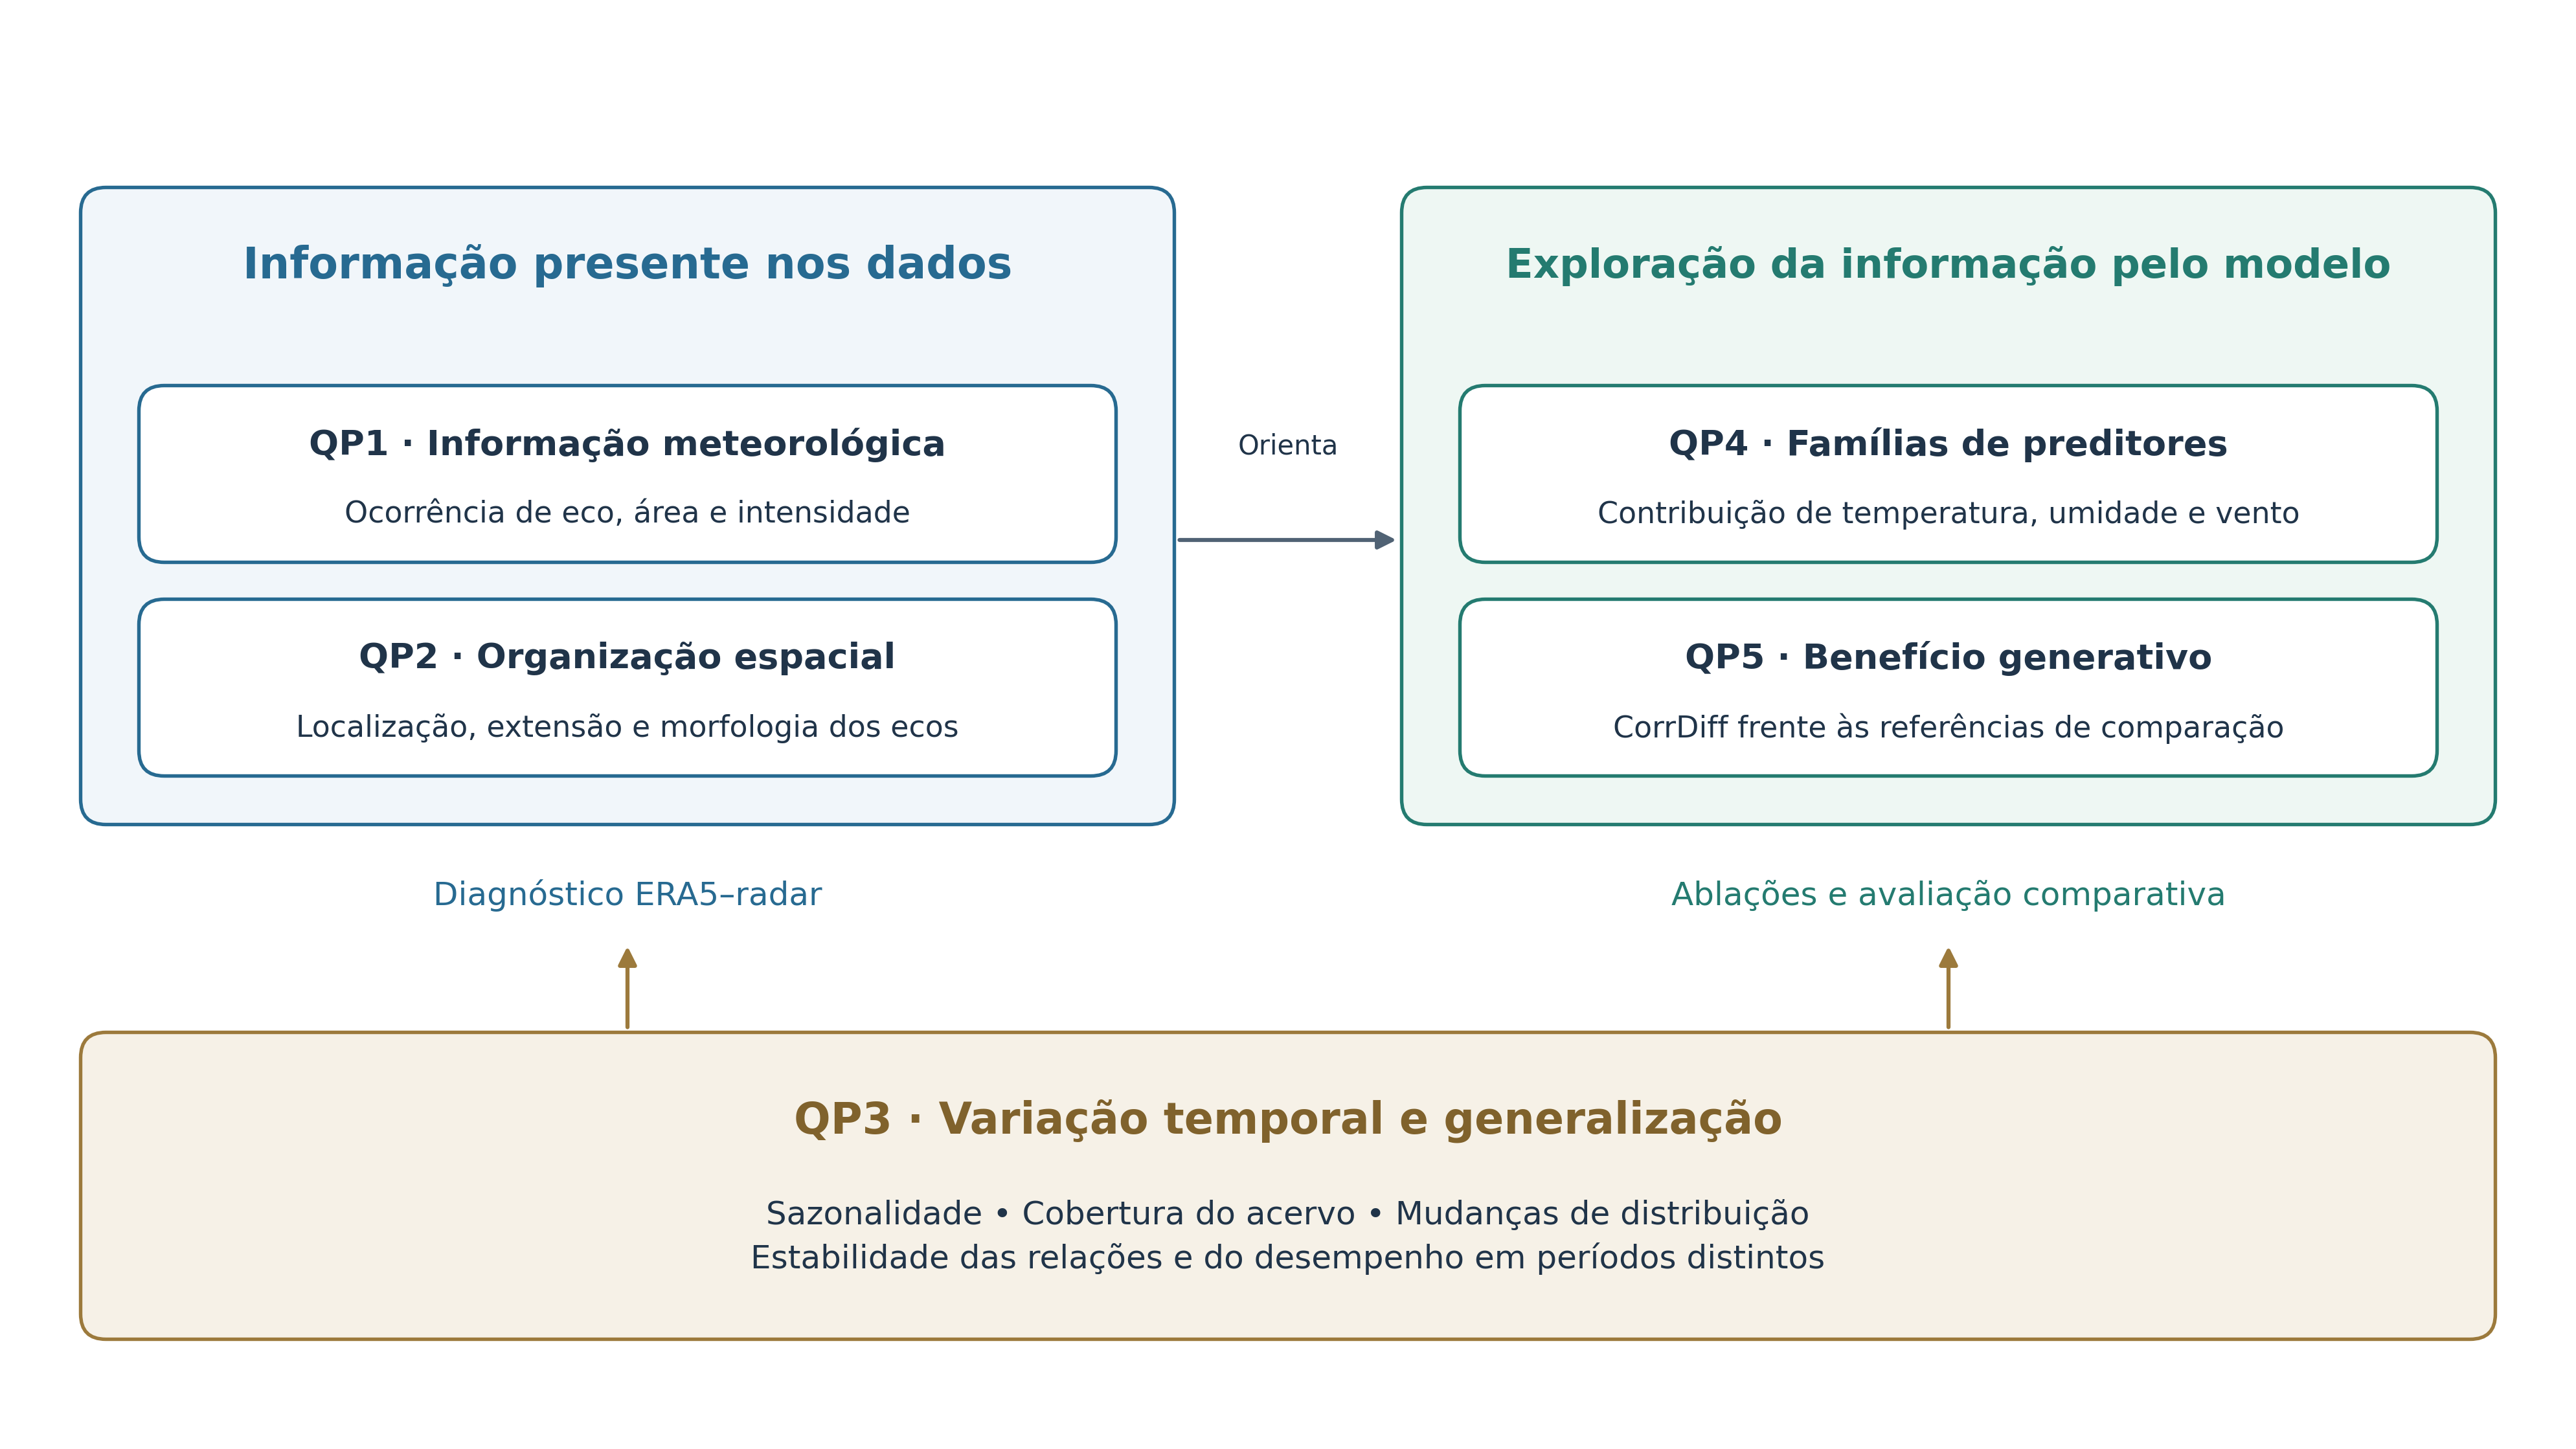 Informação presente nos dados
QP1 · Informação meteorológica
Ocorrência de eco, área e intensidade
QP2 · Organização espacial
Localização, extensão e morfologia dos ecos
Diagnóstico ERA5–radar
Orienta
Exploração da informação pelo modelo
QP4 · Famílias de preditores
Contribuição de temperatura, umidade e vento
QP5 · Benefício generativo
CorrDiff frente às referências de comparação
Ablações e avaliação comparativa
QP3 · Variação temporal e generalização
Sazonalidade • Cobertura do acervo • Mudanças de distribuição
Estabilidade das relações e do desempenho em períodos distintos